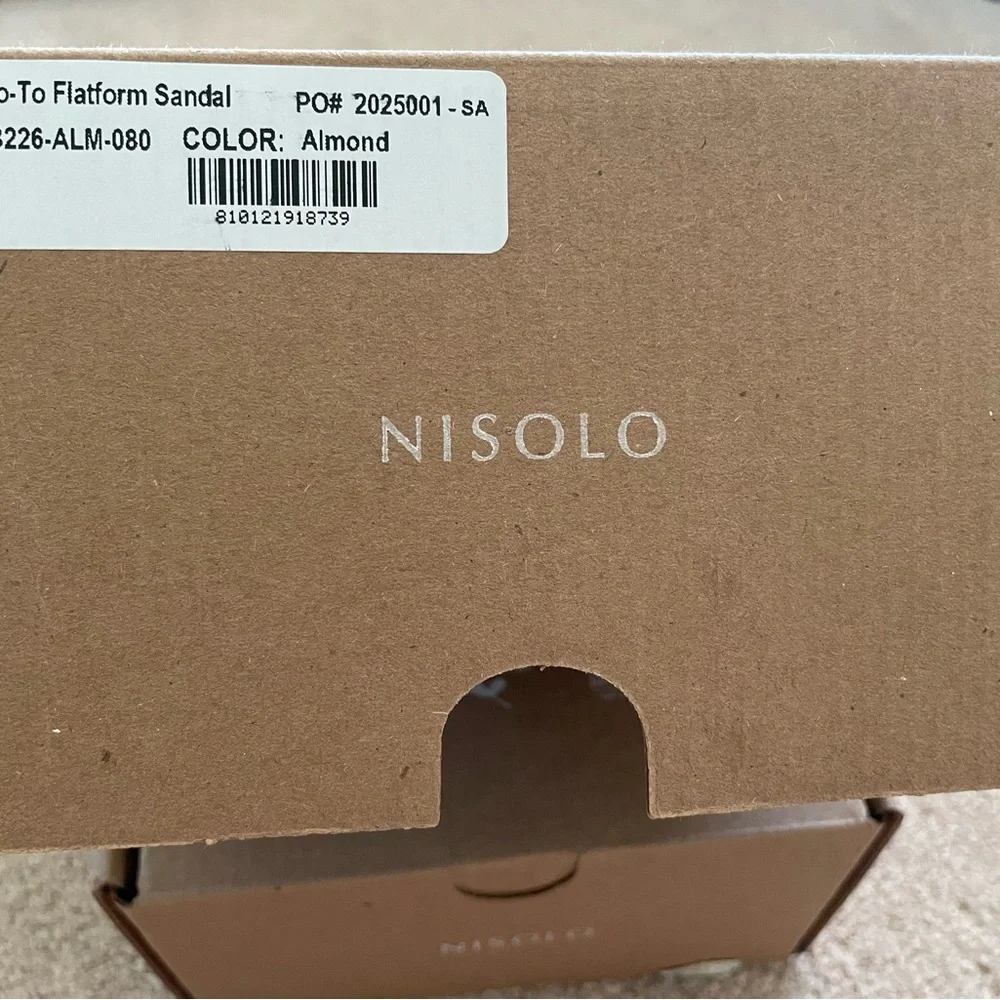 o-To Flatform Sandal PO# 2025001 - SA
3226-ALM-080 COLOR: Almond
810121918739
NISOLO
NISOLO